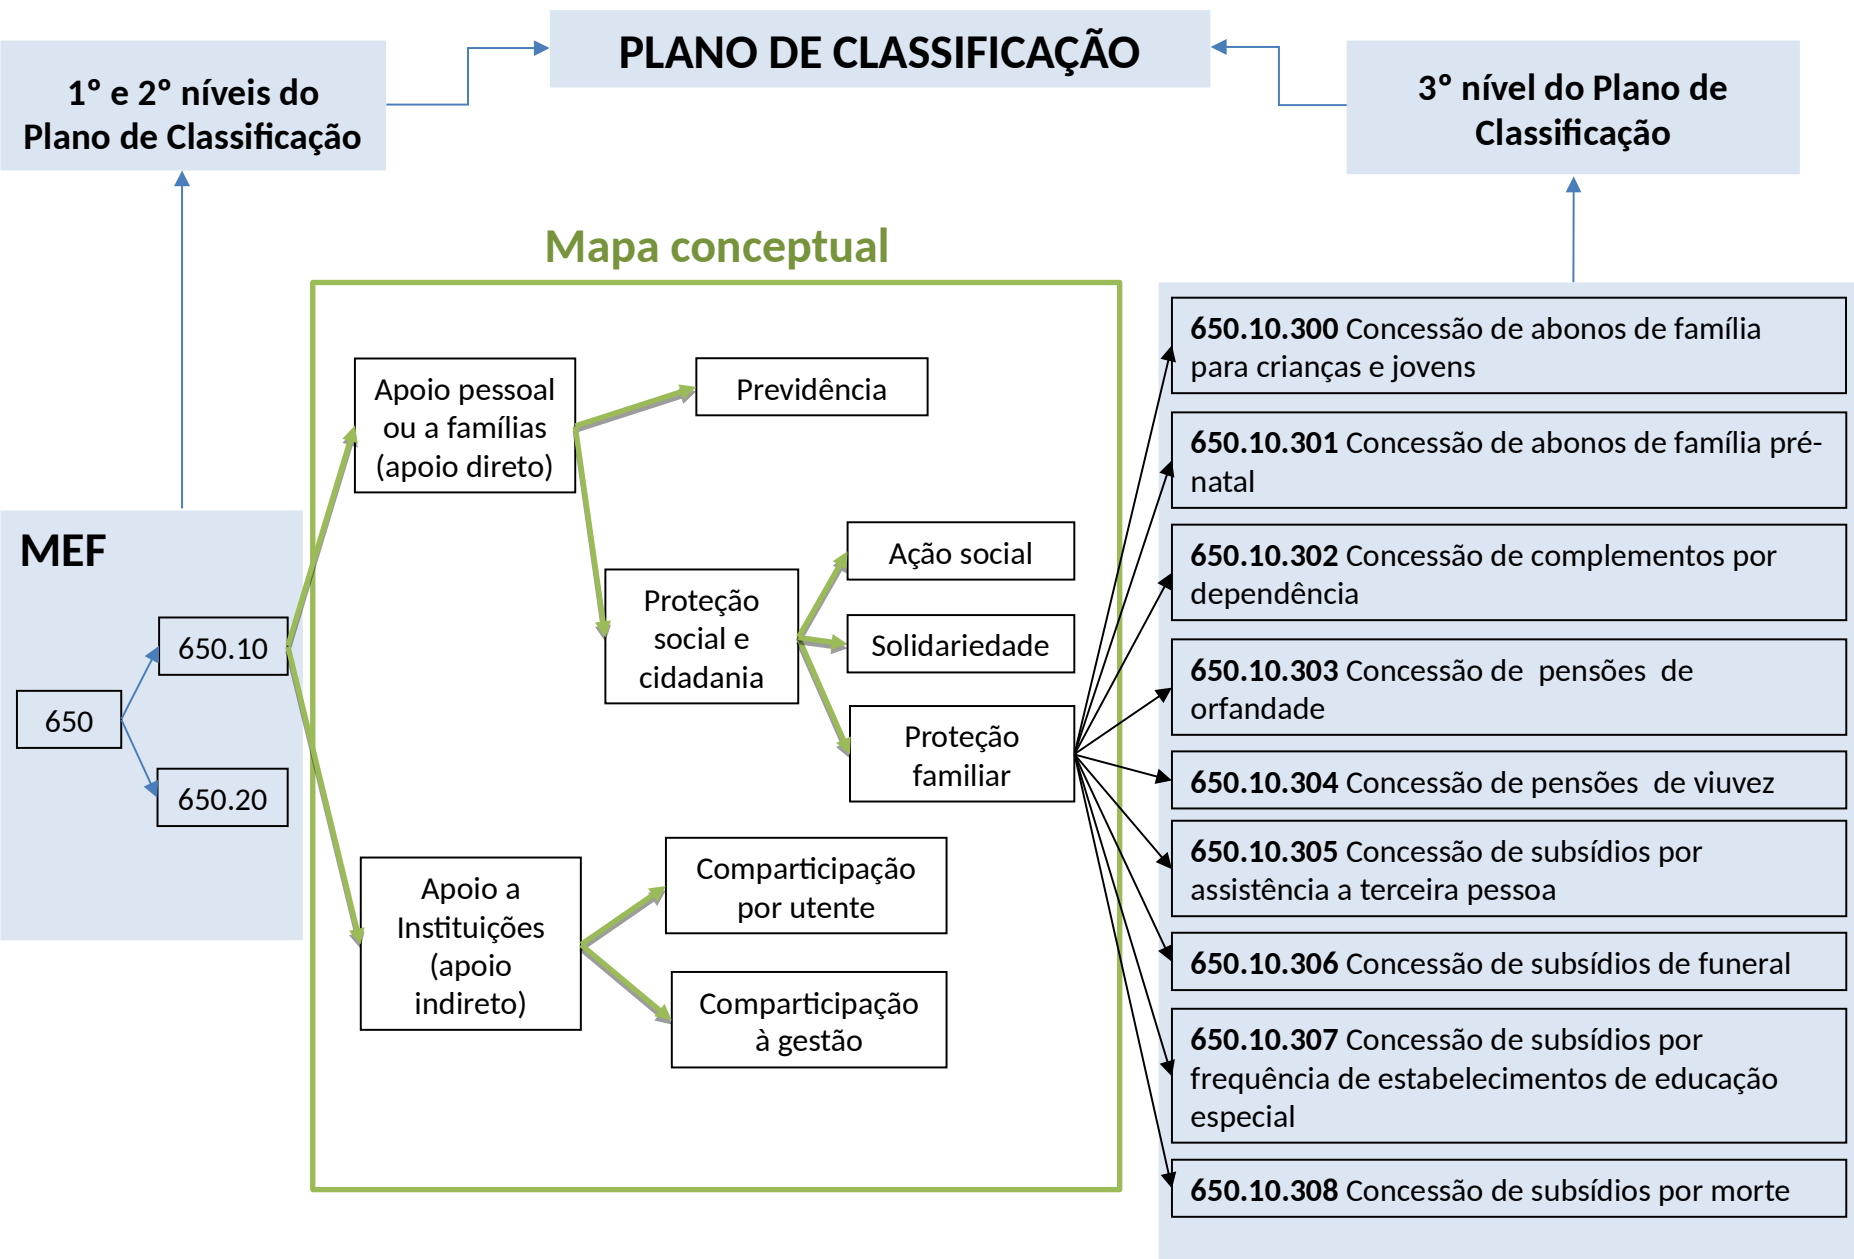 PLANO DE CLASSIFICAÇÃO
1º e 2º níveis do
Plano de Classificação
3º nível do Plano de
Classificação
Mapa conceptual
MEF
650
650.10
650.20
Apoio pessoal
ou a famílias
(apoio direto)
Previdência
Proteção
social e
cidadania
Ação social
Solidariedade
Proteção
familiar
Apoio a
Instituições
(apoio
indireto)
Comparticipação
por utente
Comparticipação
à gestão
650.10.300 Concessão de abonos de família
para crianças e jovens
650.10.301 Concessão de abonos de família pré-
natal
650.10.302 Concessão de complementos por
dependência
650.10.303 Concessão de  pensões  de
orfandade
650.10.304 Concessão de pensões  de viuvez
650.10.305 Concessão de subsídios por
assistência a terceira pessoa
650.10.306 Concessão de subsídios de funeral
650.10.307 Concessão de subsídios por
frequência de estabelecimentos de educação
especial
650.10.308 Concessão de subsídios por morte